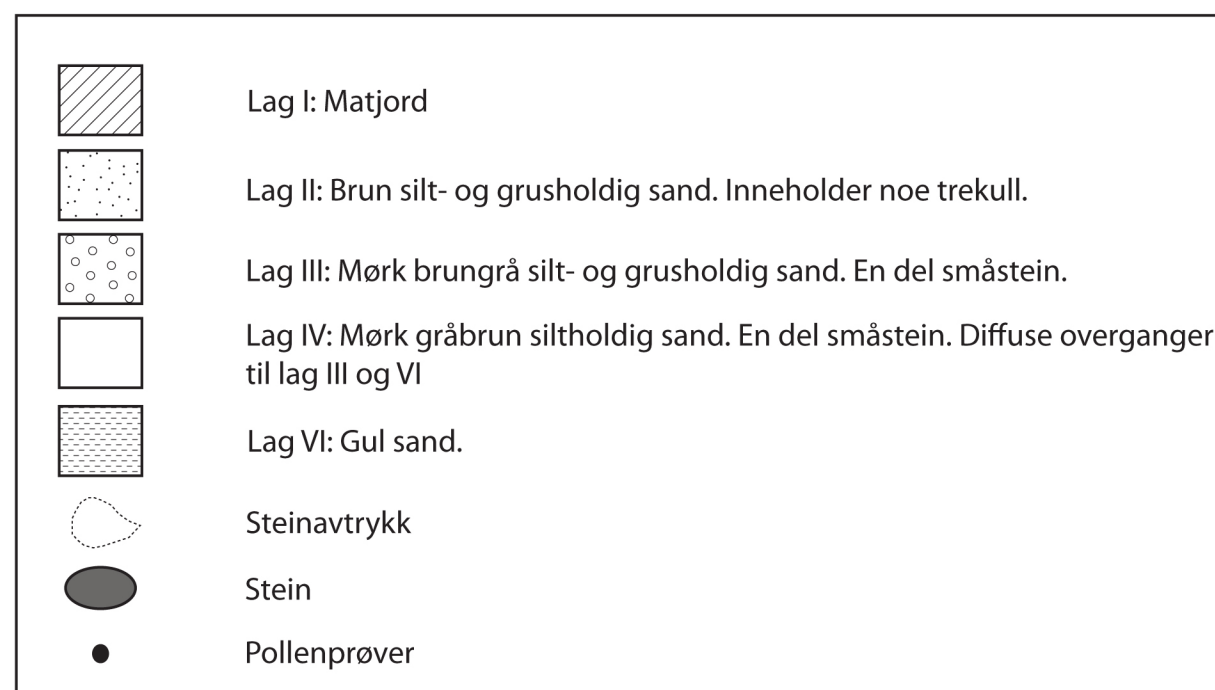 Lag I: Matjord
Lag II: Brun silt- og grusholdig sand. Inneholder noe trekull.
Lag III: Mørk brungrå silt- og grusholdig sand. En del småstein.
Lag IV: Mørk gråbrun siltholdig sand. En del småstein. Diffuse overganger
til lag III og VI
Lag VI: Gul sand.
Steinavtrykk
Stein
Pollenprøver